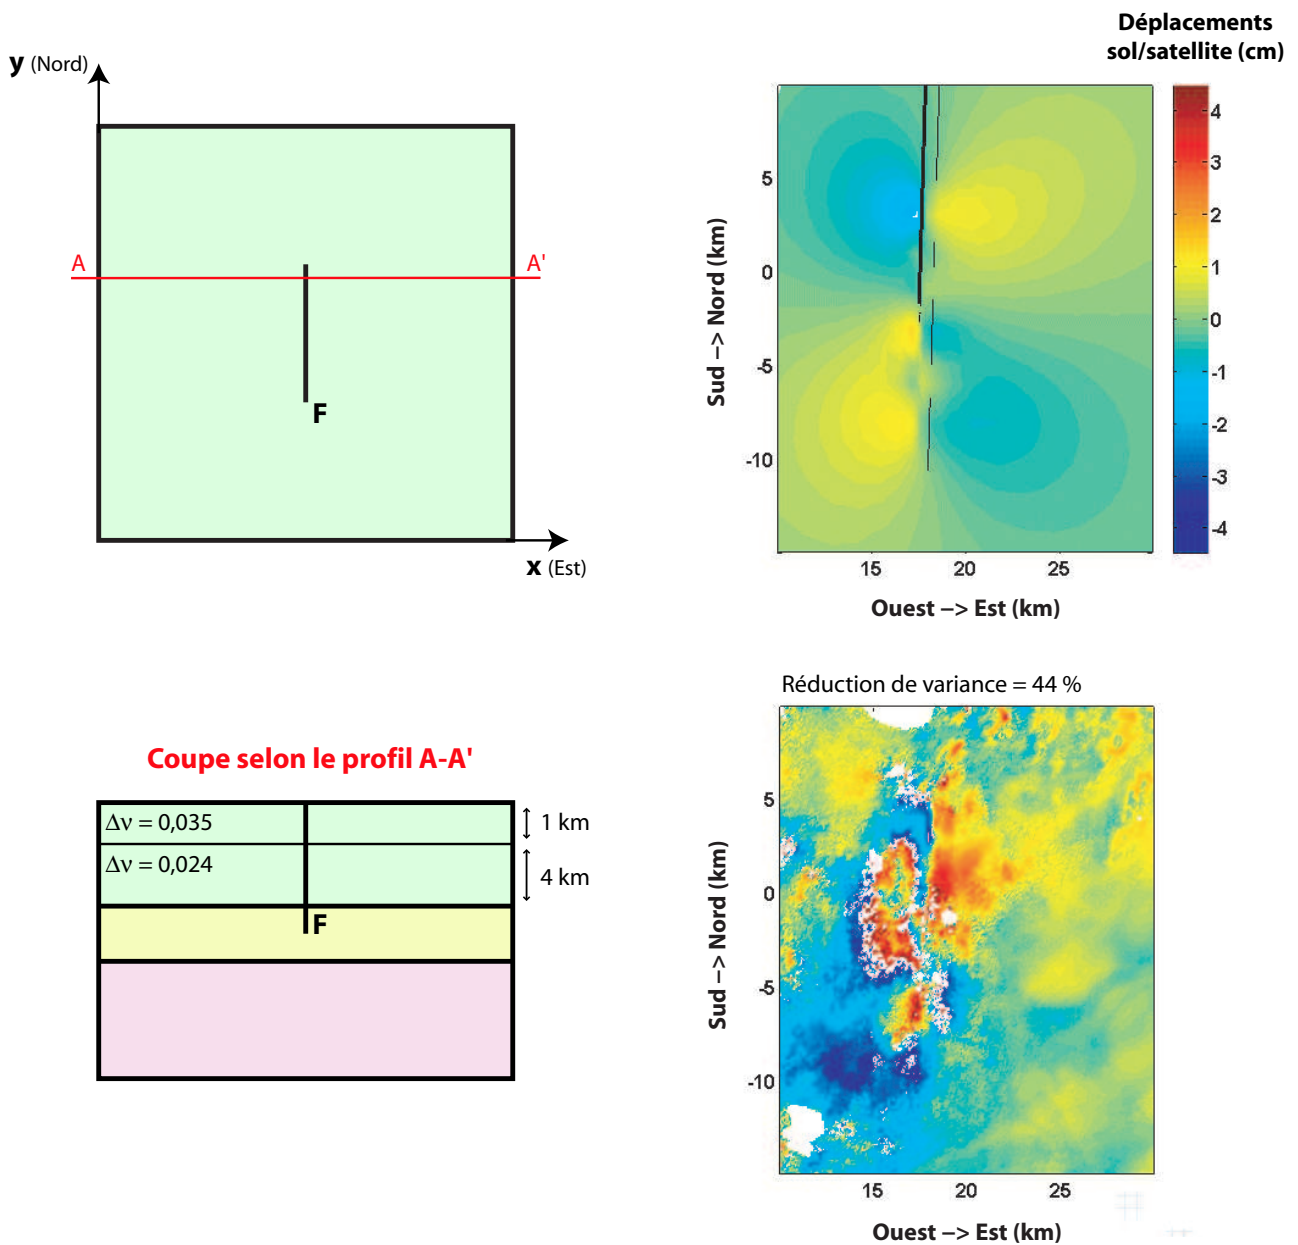 y (Nord)
A
A'
F
x (Est)
Déplacements
sol/satellite (cm)
4
3
2
1
0
-1
-2
-3
-4
5
0
-5
-10
Sud –> Nord (km)
15
20
25
Ouest –> Est (km)
Coupe selon le profil A-A'
Δν = 0,035
1 km
Δν = 0,024
4 km
F
Réduction de variance = 44 %
5
0
-5
-10
Sud –> Nord (km)
15
20
25
Ouest –> Est (km)